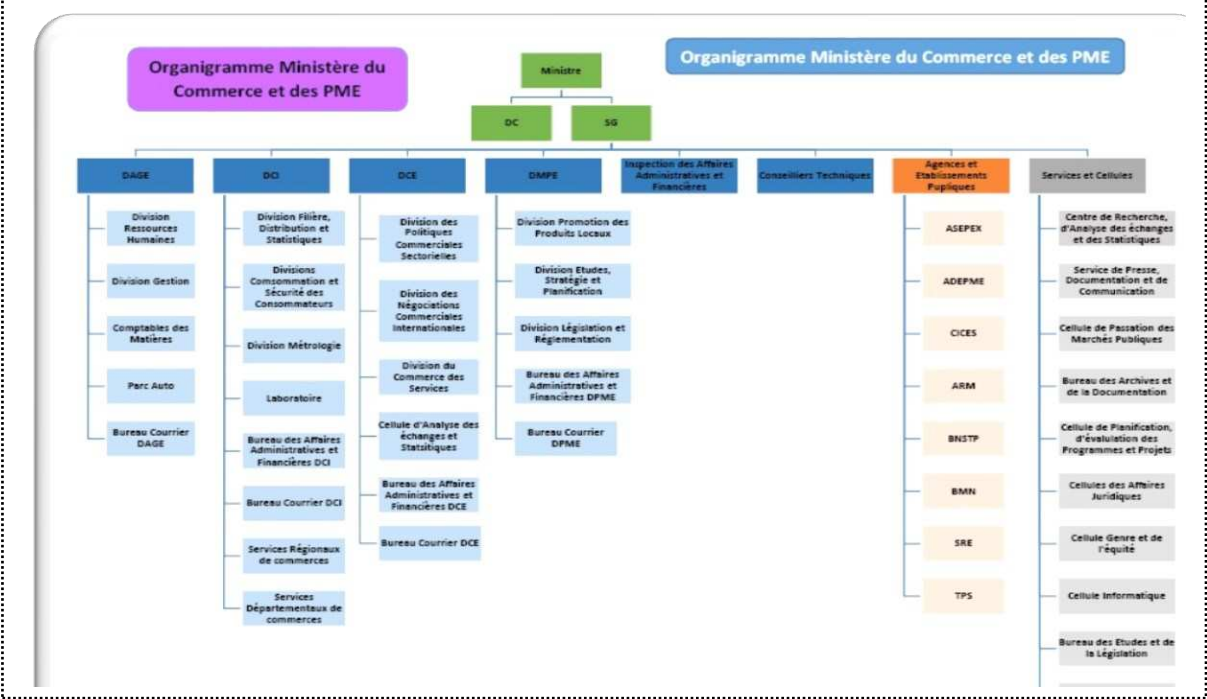 Organigramme Ministère du
Commerce et des PME
Organigramme Ministère du Commerce et des PME
Ministre
DC
SG
DAGE
Division
Ressources
Humaines
Division Gestion
Comptables des
Matières
Parc Auto
Bureau Courrier
DAGE
DCI
Division Filière,
Distribution et
Statistiques
Divisions
Comsommation et
Sécurité des
Consommateurs
Division Métrologie
Laboratoire
Bureau des Affaires
Administratives et
Financières DCI
Bureau Courrier DCI
Services Régionaux
de commerces
Services
Départementaux de
commerces
DCE
Division des
Politiques
Commerciales
Sectorielles
Division des
Négociations
Commerciales
Internationales
Division du
Commerce des
Services
Cellule d'Analyse des
échanges et
Statsitiques
Bureau des Affaires
Administratives et
Financières DCE
Bureau Courrier DCE
DMPE
Division Promotion des
Produits Locaux
Division Etudes,
Stratégie et
Planification
Division Législation et
Réglementation
Bureau des Affaires
Administratives et
Financières DPME
Bureau Courrier
DPME
Inspection des Affaires
Administratives et
Financières
Conseilliers Techniques
Agences et
Etablissements
Pupliques
ASEPEX
ADEPME
CICES
ARM
BNSTP
BMN
SRE
TPS
Services et Cellules
Centre de Recherche,
d'Analyse des échanges
et des Statistiques
Service de Presse,
Documentation et de
Communication
Cellule de Passation des
Marchés Publiques
Bureau des Archives et
de la Documentation
Cellule de Planification,
d'évalulation des
Programmes et Projets
Cellules des Affaires
Juridiques
Cellule Genre et de
l'équité
Cellule Informatique
Bureau des Etudes et de
la Législation